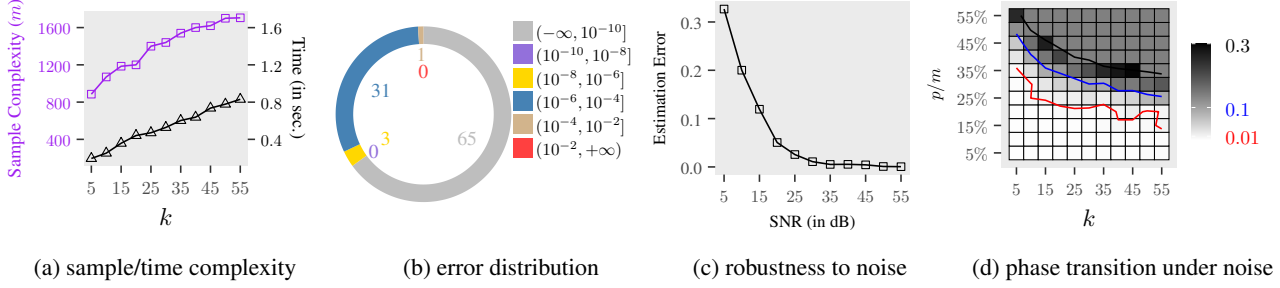 Sample Complexity (m)
1600
1200
800
400
1.6
1.2
0.8
0.4
Time (in sec.)
5 15 25 35 45 55
k
(a) sample/time complexity
1
0
31
3
0
65
(−∞, 10⁻¹⁰]
(10⁻¹⁰, 10⁻⁸]
(10⁻⁸, 10⁻⁶]
(10⁻⁶, 10⁻⁴]
(10⁻⁴, 10⁻²]
(10⁻², +∞)
(b) error distribution
Estimation Error
0.3
0.2
0.1
0.0
5 15 25 35 45 55
SNR (in dB)
(c) robustness to noise
p/m
55%
45%
35%
25%
15%
5%
5 15 25 35 45 55
k
0.3
0.1
0.01
(d) phase transition under noise